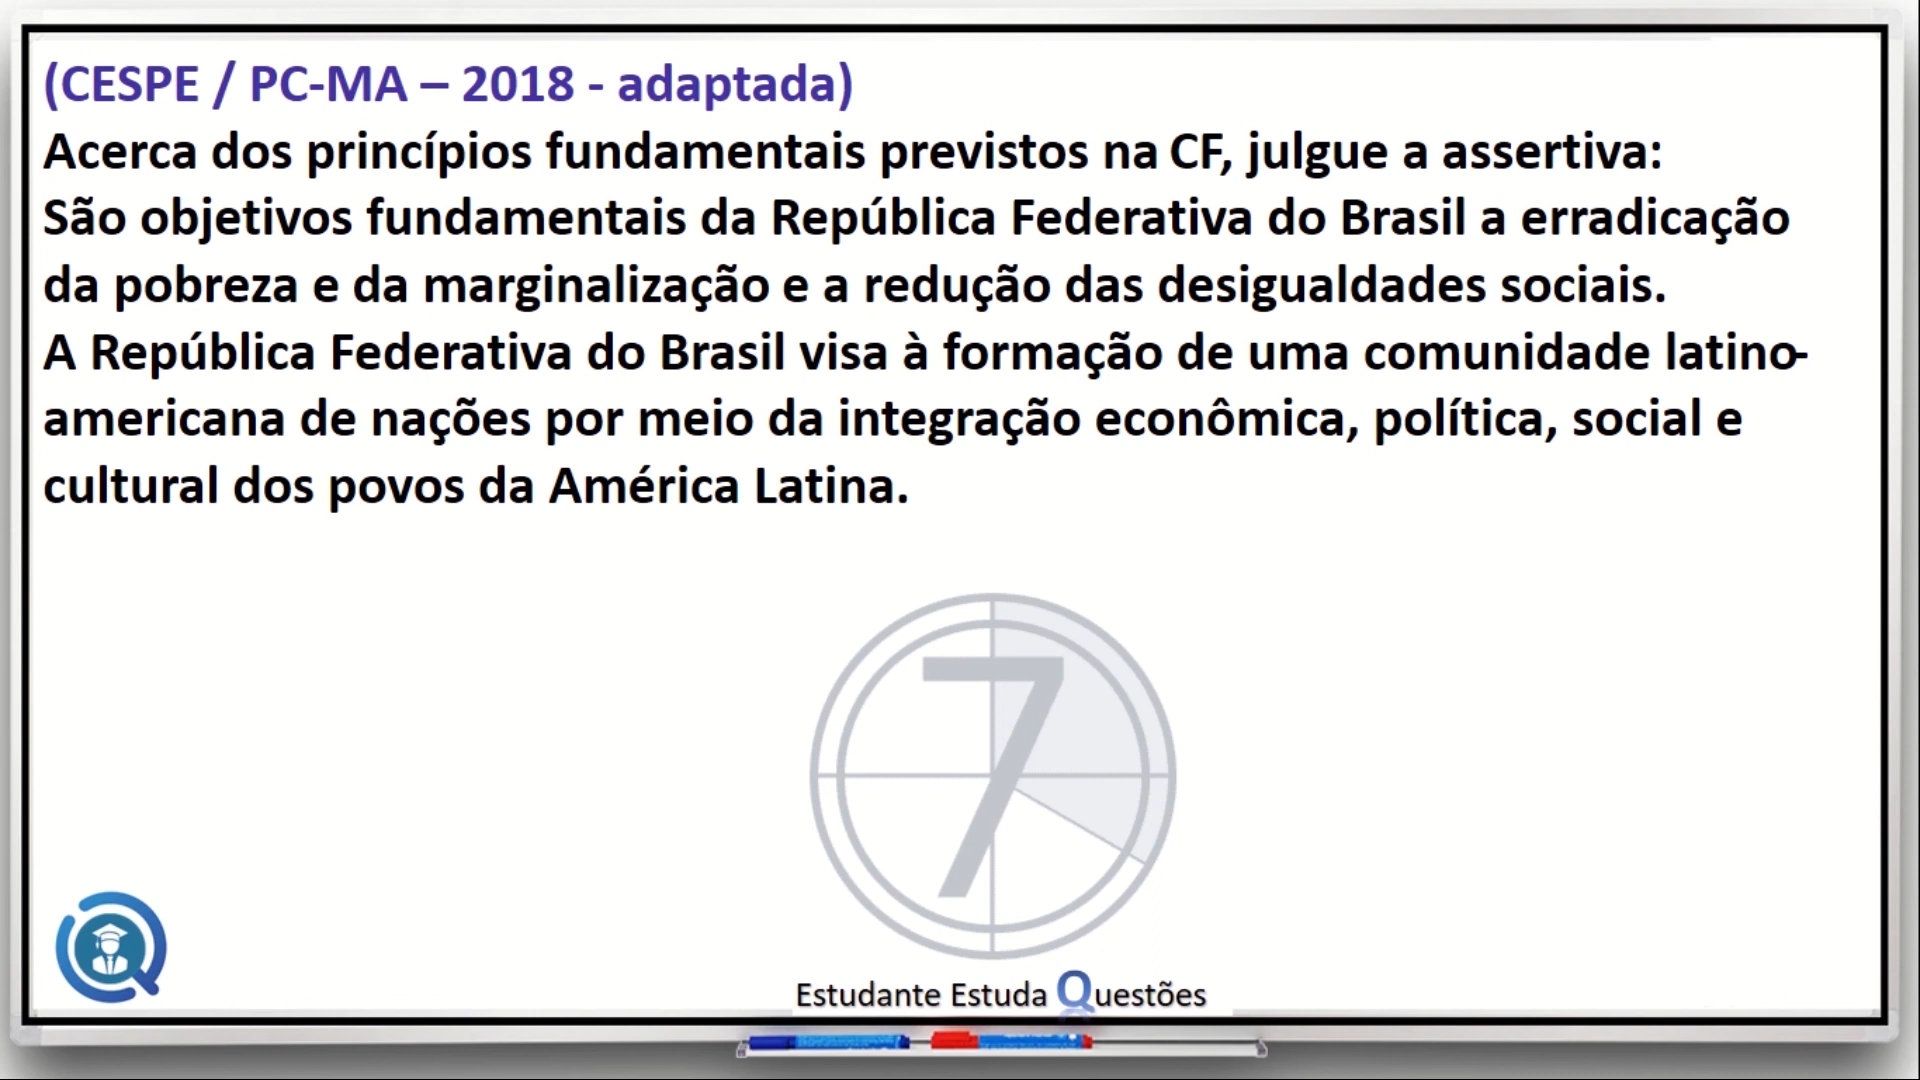 (CESPE / PC-MA – 2018 - adaptada)
Acerca dos princípios fundamentais previstos na CF, julgue a assertiva:
São objetivos fundamentais da República Federativa do Brasil a erradicação
da pobreza e da marginalização e a redução das desigualdades sociais.
A República Federativa do Brasil visa à formação de uma comunidade latino-
americana de nações por meio da integração econômica, política, social e
cultural dos povos da América Latina.
7
Estudante Estuda Questões